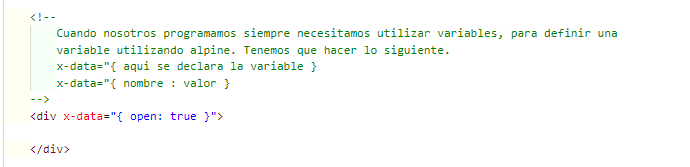 <!--
Cuando nosotros programamos siempre necesitamos utilizar variables, para definir una
variable utilizando alpine. Tenemos que hacer lo siguiente.
x-data="{ aqui se declara la variable }
x-data="{ nombre : valor }
-->
<div x-data="{ open: true }">
</div>